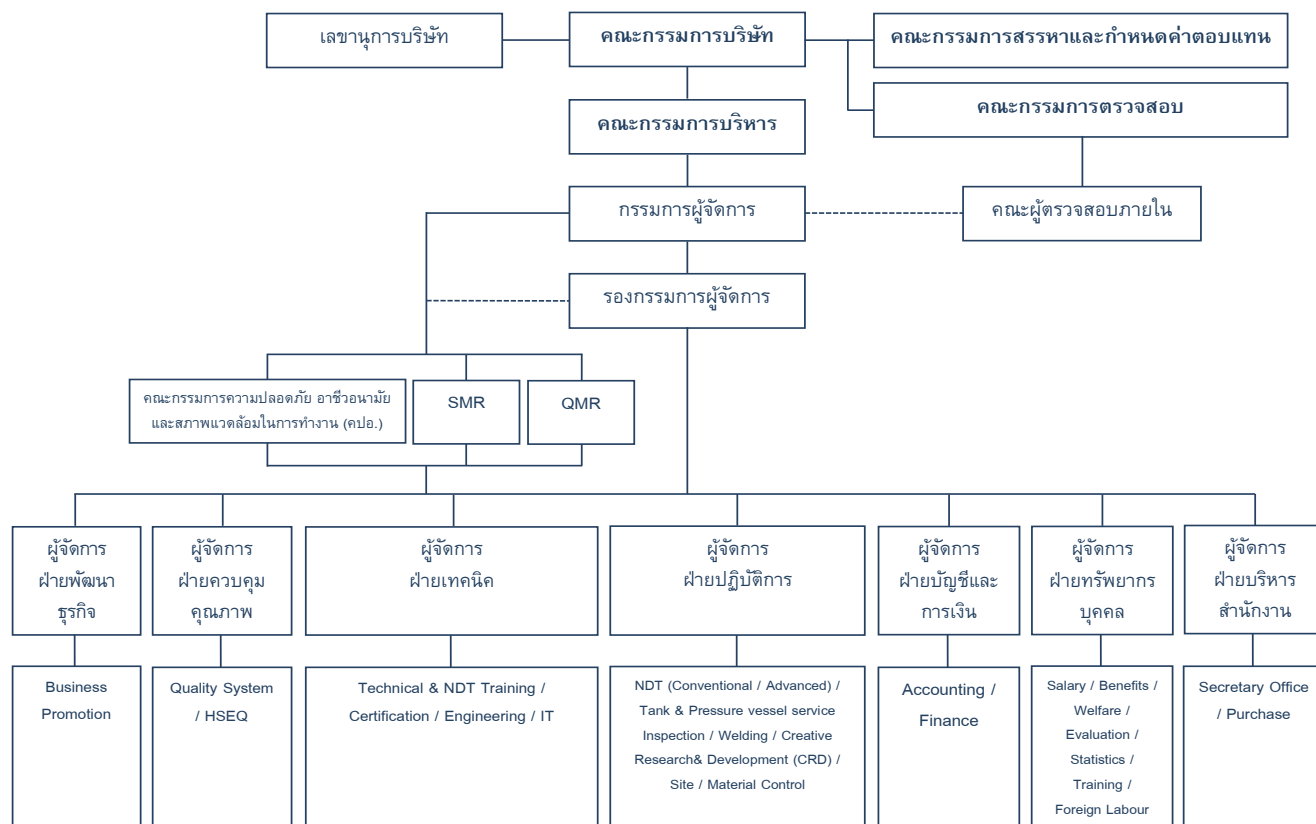 เลขานุการบริษัท
คณะกรรมการบริษัท
คณะกรรมการสรรหาและกำหนดค่าตอบแทน
คณะกรรมการตรวจสอบ
คณะกรรมการบริหาร
กรรมการผู้จัดการ
คณะผู้ตรวจสอบภายใน
รองกรรมการผู้จัดการ
คณะกรรมการความปลอดภัย อาชีวอนามัย
และสภาพแวดล้อมในการทำงาน (คปอ.)
SMR
QMR
ผู้จัดการ
ฝ่ายพัฒนา
ธุรกิจ
ผู้จัดการ
ฝ่ายควบคุม
คุณภาพ
ผู้จัดการ
ฝ่ายเทคนิค
ผู้จัดการ
ฝ่ายปฏิบัติการ
ผู้จัดการ
ฝ่ายบัญชีและ
การเงิน
ผู้จัดการ
ฝ่ายทรัพยากร
บุคคล
ผู้จัดการ
ฝ่ายบริหาร
สำนักงาน
Business
Promotion
Quality System
/ HSEQ
Technical & NDT Training /
Certification / Engineering / IT
NDT (Conventional / Advanced) /
Tank & Pressure vessel service
Inspection / Welding / Creative
Research& Development (CRD) /
Site / Material Control
Accounting /
Finance
Salary / Benefits /
Welfare /
Evaluation /
Statistics /
Training /
Foreign Labour
Secretary Office
/ Purchase